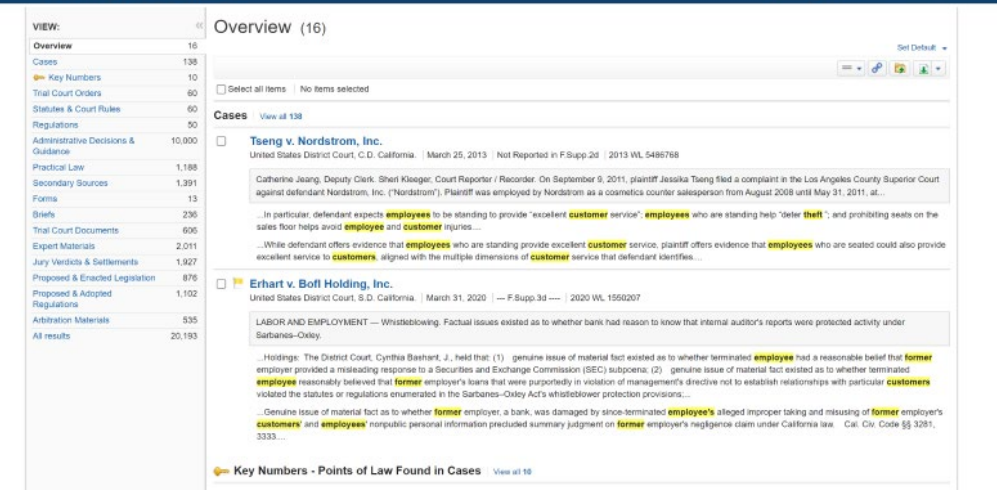 VIEW:
Overview 16
Cases 138
Key Numbers 10
Trial Court Orders 60
Statutes & Court Rules 60
Regulations 50
Administrative Decisions & Guidance 10,000
Practical Law 1,188
Secondary Sources 1,391
Forms 13
Briefs 236
Trial Court Documents 606
Expert Materials 2,011
Jury Verdicts & Settlements 1,927
Proposed & Enacted Legislation 876
Proposed & Adopted Regulations 1,102
Arbitration Materials 535
All results 20,193
Overview (16)
Set Default
Select all items | No items selected
Cases | View all 138
Tseng v. Nordstrom, Inc.
United States District Court, C.D. California. | March 25, 2013 | Not Reported in F.Supp.2d | 2013 WL 5486768
Catherine Jeang, Deputy Clerk. Sheri Kleeger, Court Reporter / Recorder. On September 9, 2011, plaintiff Jessika Tseng filed a complaint in the Los Angeles County Superior Court
against defendant Nordstrom, Inc. ("Nordstrom"). Plaintiff was employed by Nordstrom as a cosmetics counter salesperson from August 2008 until May 31, 2011, at...
...In particular, defendant expects employees to be standing to provide "excellent customer service"; employees who are standing help "deter theft "; and prohibiting seats on the
sales floor helps avoid employee and customer injuries....
...While defendant offers evidence that employees who are standing provide excellent customer service, plaintiff offers evidence that employees who are seated could also provide
excellent service to customers, aligned with the multiple dimensions of customer service that defendant identifies....
Erhart v. BofI Holding, Inc.
United States District Court, S.D. California. | March 31, 2020 | --- F.Supp.3d ---- | 2020 WL 1550207
LABOR AND EMPLOYMENT — Whistleblowing. Factual issues existed as to whether bank had reason to know that internal auditor's reports were protected activity under
Sarbanes–Oxley.
...Holdings: The District Court, Cynthia Bashant, J., held that: (1) genuine issue of material fact existed as to whether terminated employee had a reasonable belief that former
employer provided a misleading response to a Securities and Exchange Commission (SEC) subpoena; (2) genuine issue of material fact existed as to whether terminated
employee reasonably believed that former employer's loans that were purportedly in violation of management's directive not to establish relationships with particular customers
violated the statutes or regulations enumerated in the Sarbanes–Oxley Act's whistleblower protection provisions;...
...Genuine issue of material fact as to whether former employer, a bank, was damaged by since-terminated employee's alleged improper taking and misusing of former employer's
customers' and employees' nonpublic personal information precluded summary judgment on former employer's negligence claim under California law. Cal. Civ. Code §§ 3281,
3333....
Key Numbers - Points of Law Found in Cases | View all 10